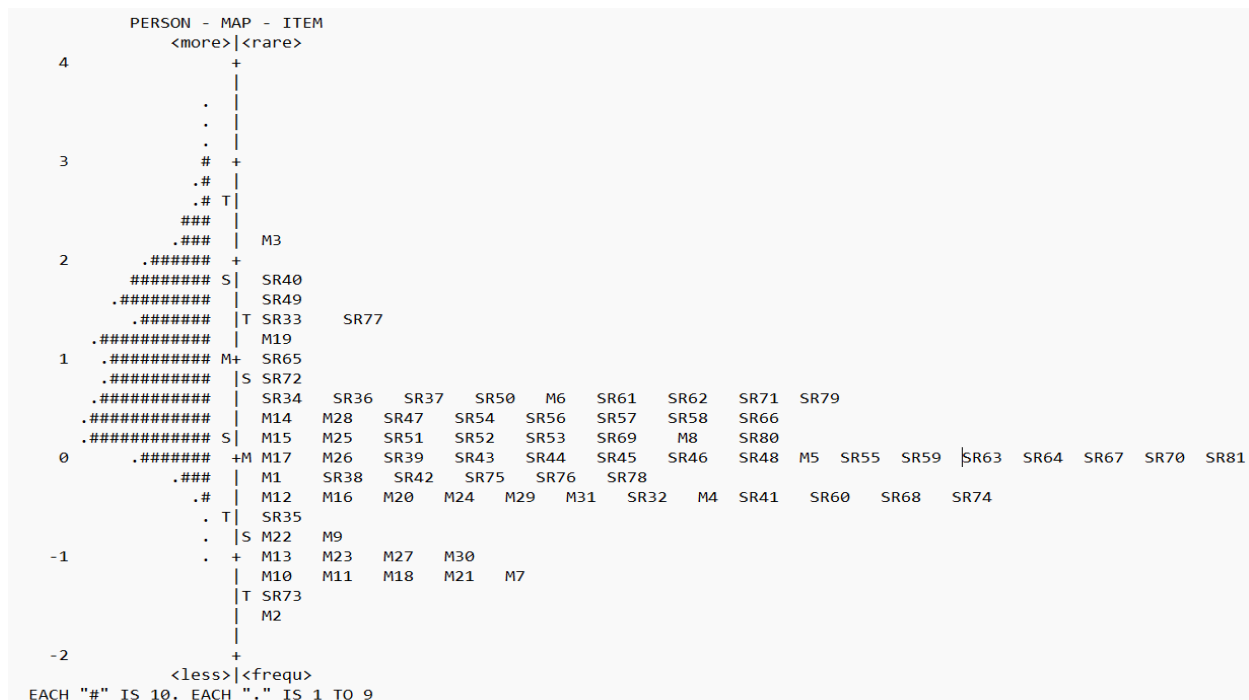 PERSON - MAP - ITEM
<more>|<rare>
4 +
|
. |
. |
. |
3 # +
.# |
.# T|
### |
.### | M3
2 .###### +
######## S| SR40
.######### | SR49
.####### |T SR33 SR77
.########### | M19
1 .########## M+ SR65
.########## |S SR72
.########### | SR34 SR36 SR37 SR50 M6 SR61 SR62 SR71 SR79
.############ | M14 M28 SR47 SR54 SR56 SR57 SR58 SR66
.############ S| M15 M25 SR51 SR52 SR53 SR69 M8 SR80
0 .####### +M M17 M26 SR39 SR43 SR44 SR45 SR46 SR48 M5 SR55 SR59 SR63 SR64 SR67 SR70 SR81
.### | M1 SR38 SR42 SR75 SR76 SR78
.# | M12 M16 M20 M24 M29 M31 SR32 M4 SR41 SR60 SR68 SR74
. T| SR35
. |S M22 M9
-1 . + M13 M23 M27 M30
| M10 M11 M18 M21 M7
|T SR73
| M2
|
-2 +
<less>|<frequ>
EACH "#" IS 10. EACH "." IS 1 TO 9